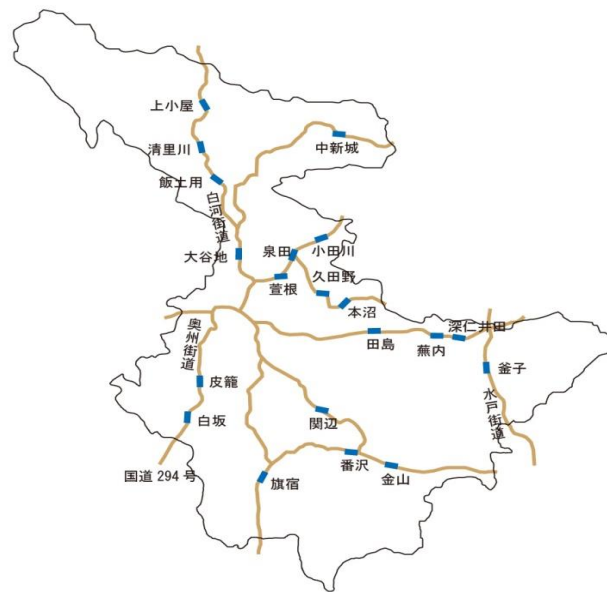 上小屋
清里川
中新城
飯土用
白河街道
大谷地
泉田
小田川
久田野
萱根
本沼
奥州街道
田島
蕪内
深仁井田
釜子
水戸街道
皮籠
白坂
関辺
国道294号
旗宿
番沢
金山